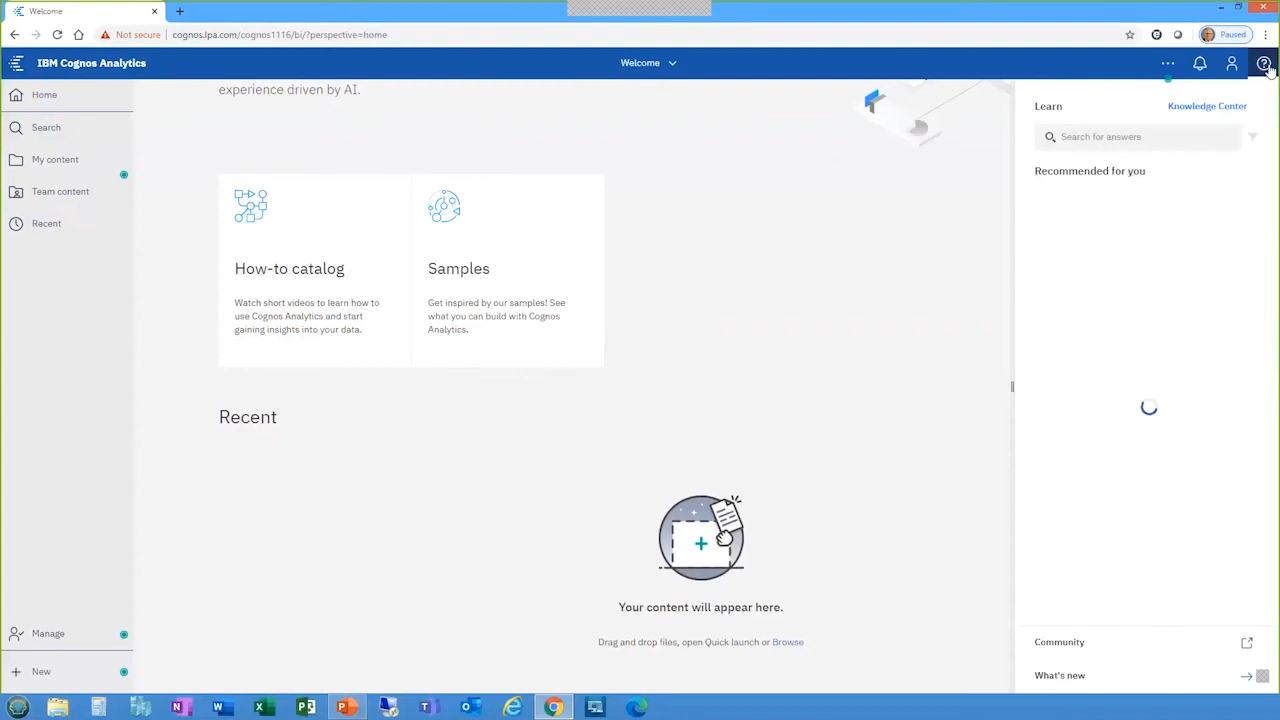 Welcome
Not secure
cognos.lpa.com/cognos1116/bi/?perspective=home
Paused
IBM Cognos Analytics
Welcome
Home
Search
My content
Team content
Recent
Manage
New
experience driven by AI.
How-to catalog
Watch short videos to learn how to
use Cognos Analytics and start
gaining insights into your data.
Samples
Get inspired by our samples! See
what you can build with Cognos
Analytics.
Recent
Your content will appear here.
Drag and drop files, open Quick launch or Browse
Learn
Knowledge Center
Search for answers
Recommended for you
Community
What's new